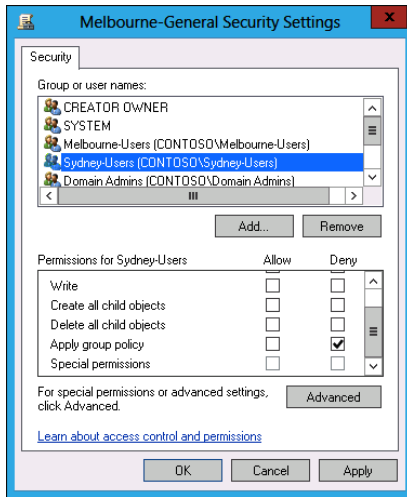 Melbourne-General Security Settings
x
Security
Group or user names:
CREATOR OWNER
SYSTEM
Melbourne-Users (CONTOSO\Melbourne-Users)
Sydney-Users (CONTOSO\Sydney-Users)
Domain Admins (CONTOSO\Domain Admins)
Add... Remove
Permissions for Sydney-Users Allow Deny
Write
Create all child objects
Delete all child objects
Apply group policy
Special permissions
For special permissions or advanced settings,
click Advanced.
Advanced
Learn about access control and permissions
OK Cancel Apply